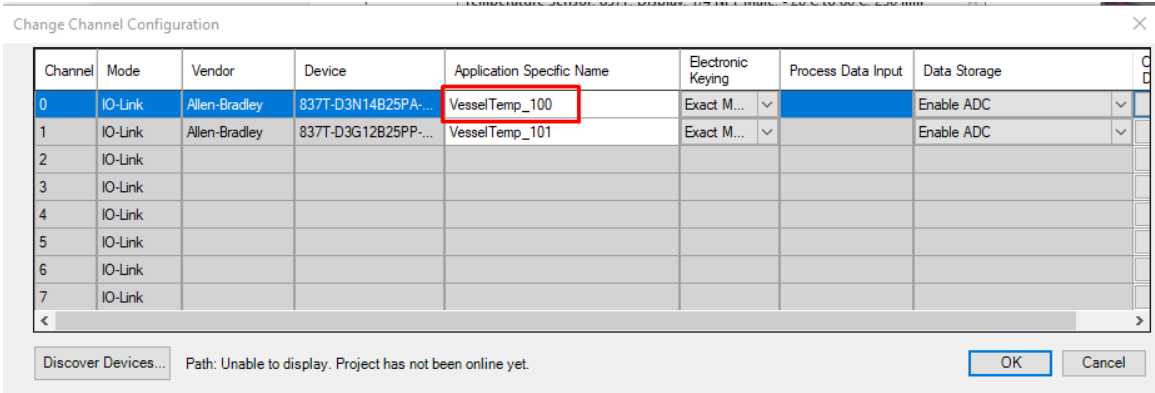 Change Channel Configuration
Channel Mode Vendor Device Application Specific Name Electronic Keying Process Data Input Data Storage
0 IO-Link Allen-Bradley 837T-D3N14B25PA-... VesselTemp_100 Exact M... Enable ADC
1 IO-Link Allen-Bradley 837T-D3G12B25PP-... VesselTemp_101 Exact M... Enable ADC
2 IO-Link
3 IO-Link
4 IO-Link
5 IO-Link
6 IO-Link
7 IO-Link
Discover Devices... Path: Unable to display. Project has not been online yet. OK Cancel